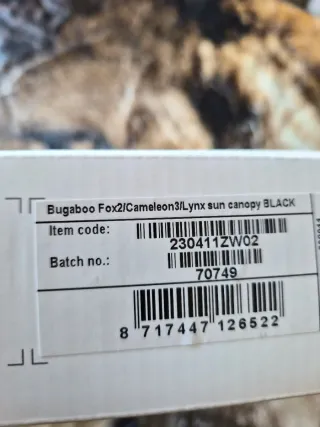 Bugaboo Fox2/Cameleon3/Lynx sun canopy BLACK
Item code:
230411ZW02
Batch no.:
70749
8 717447 126522